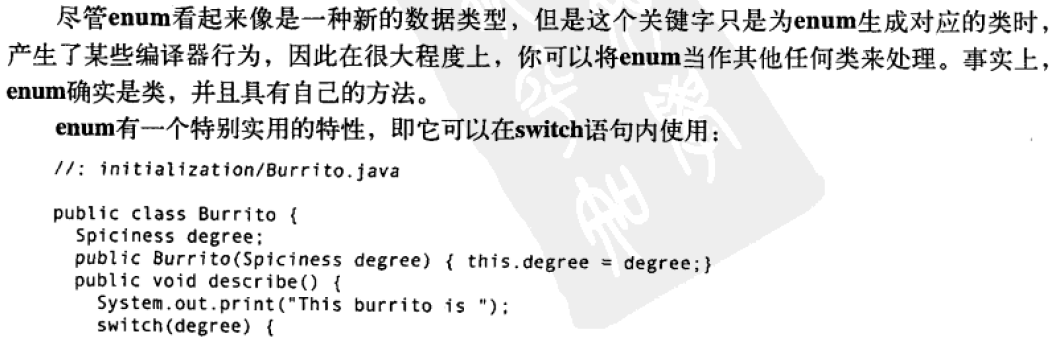 尽管enum看起来像是一种新的数据类型，但是这个关键字只是为enum生成对应的类时，
产生了某些编译器行为，因此在很大程度上，你可以将enum当作其他任何类来处理。事实上，
enum确实是类，并且具有自己的方法。
enum有一个特别实用的特性，即它可以在switch语句内使用：
//: initialization/Burrito.java
public class Burrito {
Spiciness degree;
public Burrito(Spiciness degree) { this.degree = degree;}
public void describe() {
System.out.print("This burrito is ");
switch(degree) {